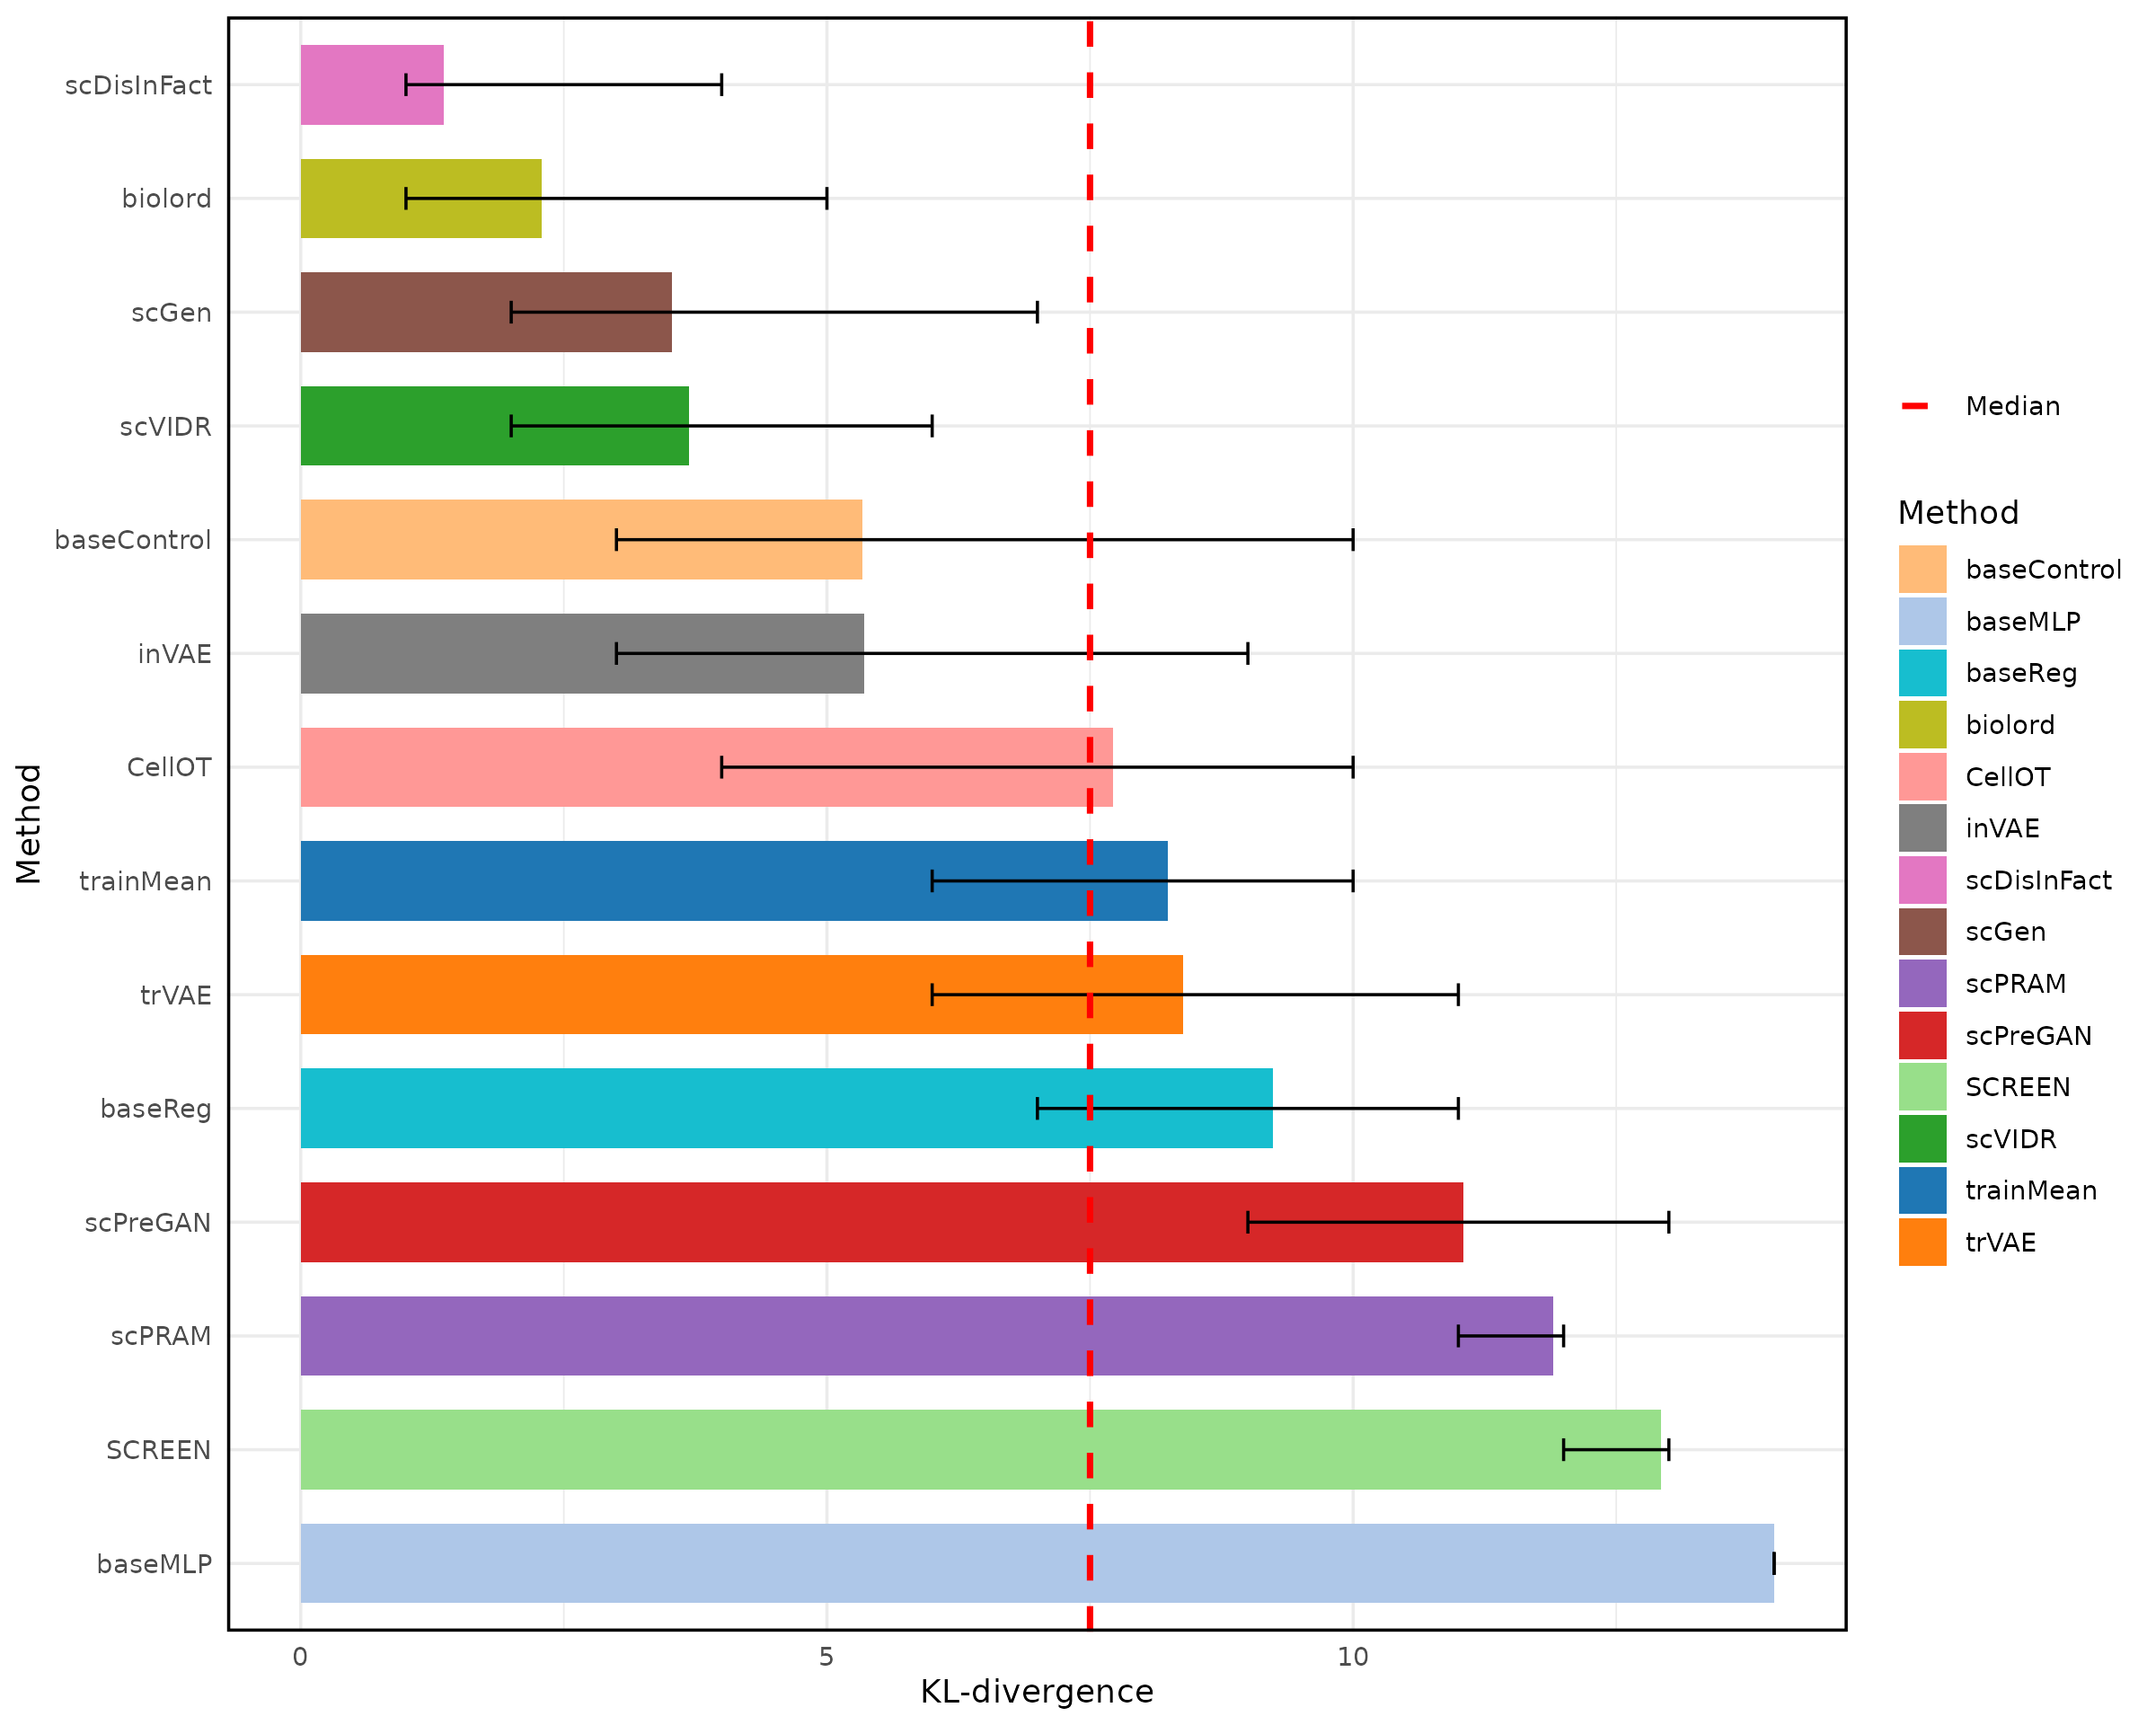 scDisInFact
biolord
scGen
scVIDR
baseControl
inVAE
CellOT
trainMean
trVAE
baseReg
scPreGAN
scPRAM
SCREEN
baseMLP
Method
0 5 10
KL-divergence
Median
Method
baseControl
baseMLP
baseReg
biolord
CellOT
inVAE
scDisInFact
scGen
scPRAM
scPreGAN
SCREEN
scVIDR
trainMean
trVAE